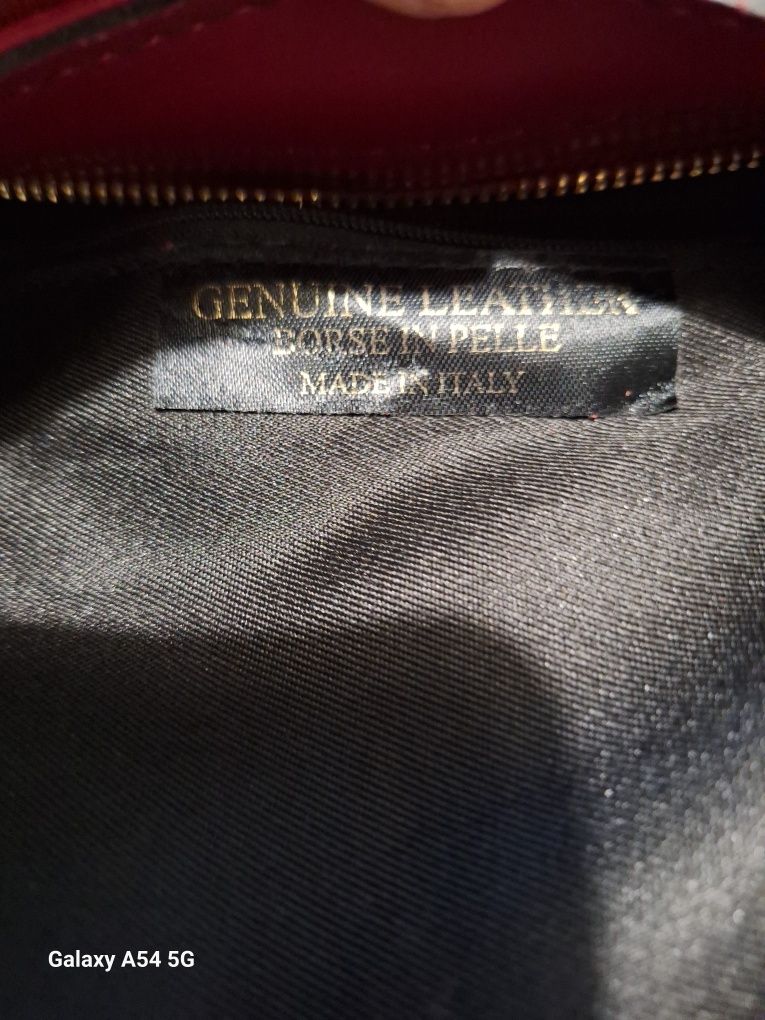 GENUINE LEATHER
BORSE IN PELLE
MADE IN ITALY
Galaxy A54 5G